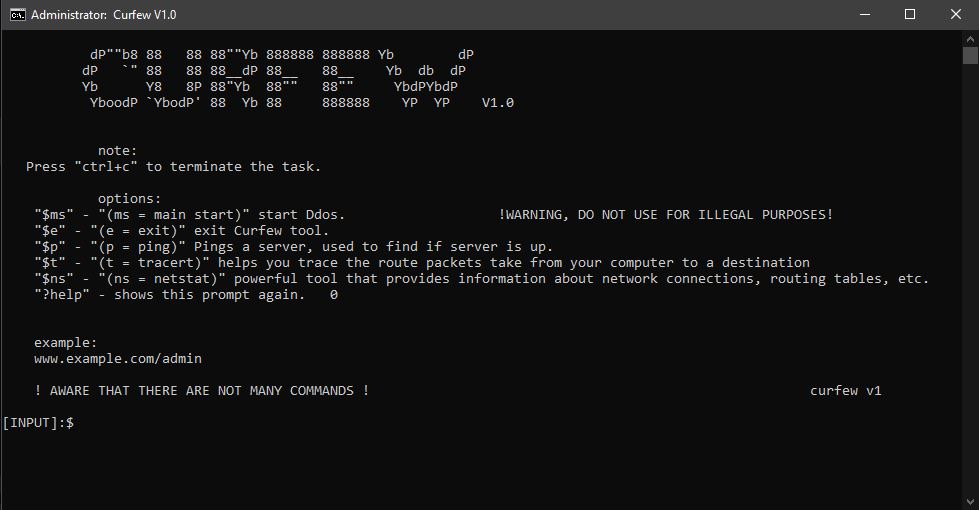 Administrator: Curfew V1.0
dP""b8 88   88 88""Yb 888888 888888 Yb        dP
dP   `" 88   88 88__dP 88__   88__    Yb  db  dP
Yb      Y8   8P 88"Yb  88""   88""     YbdPYbdP
YboodP `YbodP' 88  Yb 88     888888    YP  YP    V1.0
note:
Press "ctrl+c" to terminate the task.
options:
"$ms" - "(ms = main start)" start Ddos. !WARNING, DO NOT USE FOR ILLEGAL PURPOSES!
"$e" - "(e = exit)" exit Curfew tool.
"$p" - "(p = ping)" Pings a server, used to find if server is up.
"$t" - "(t = tracert)" helps you trace the route packets take from your computer to a destination
"$ns" - "(ns = netstat)" powerful tool that provides information about network connections, routing tables, etc.
"?help" - shows this prompt again. 0
example:
www.example.com/admin
! AWARE THAT THERE ARE NOT MANY COMMANDS ! curfew v1
[INPUT]:$